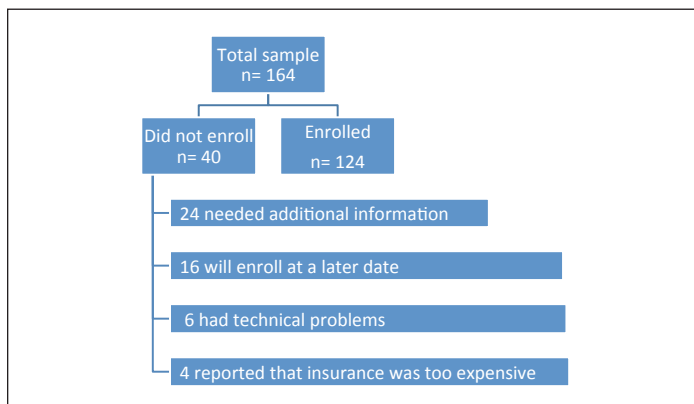 Total sample
n= 164
Did not enroll
n= 40
Enrolled
n= 124
24 needed additional information
16 will enroll at a later date
6 had technical problems
4 reported that insurance was too expensive